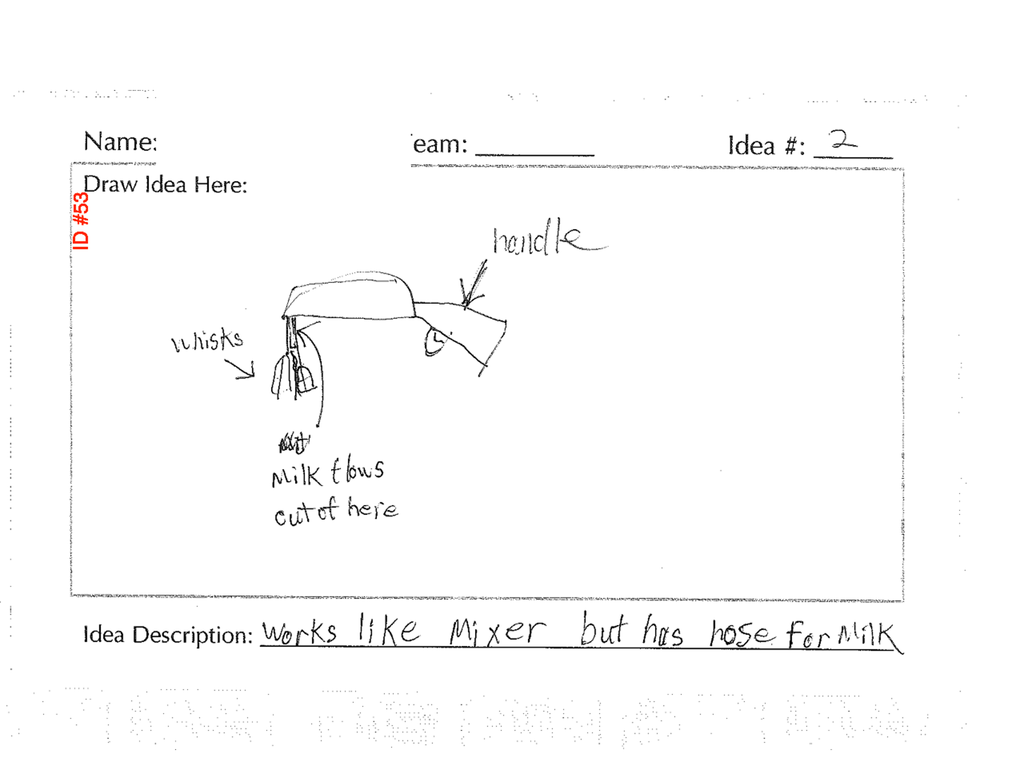 Name:
eam:
Idea #: 2
Draw Idea Here:
ID #53
handle
whisks
Milk flows
out of here
Idea Description: Works like Mixer but has hose for Milk